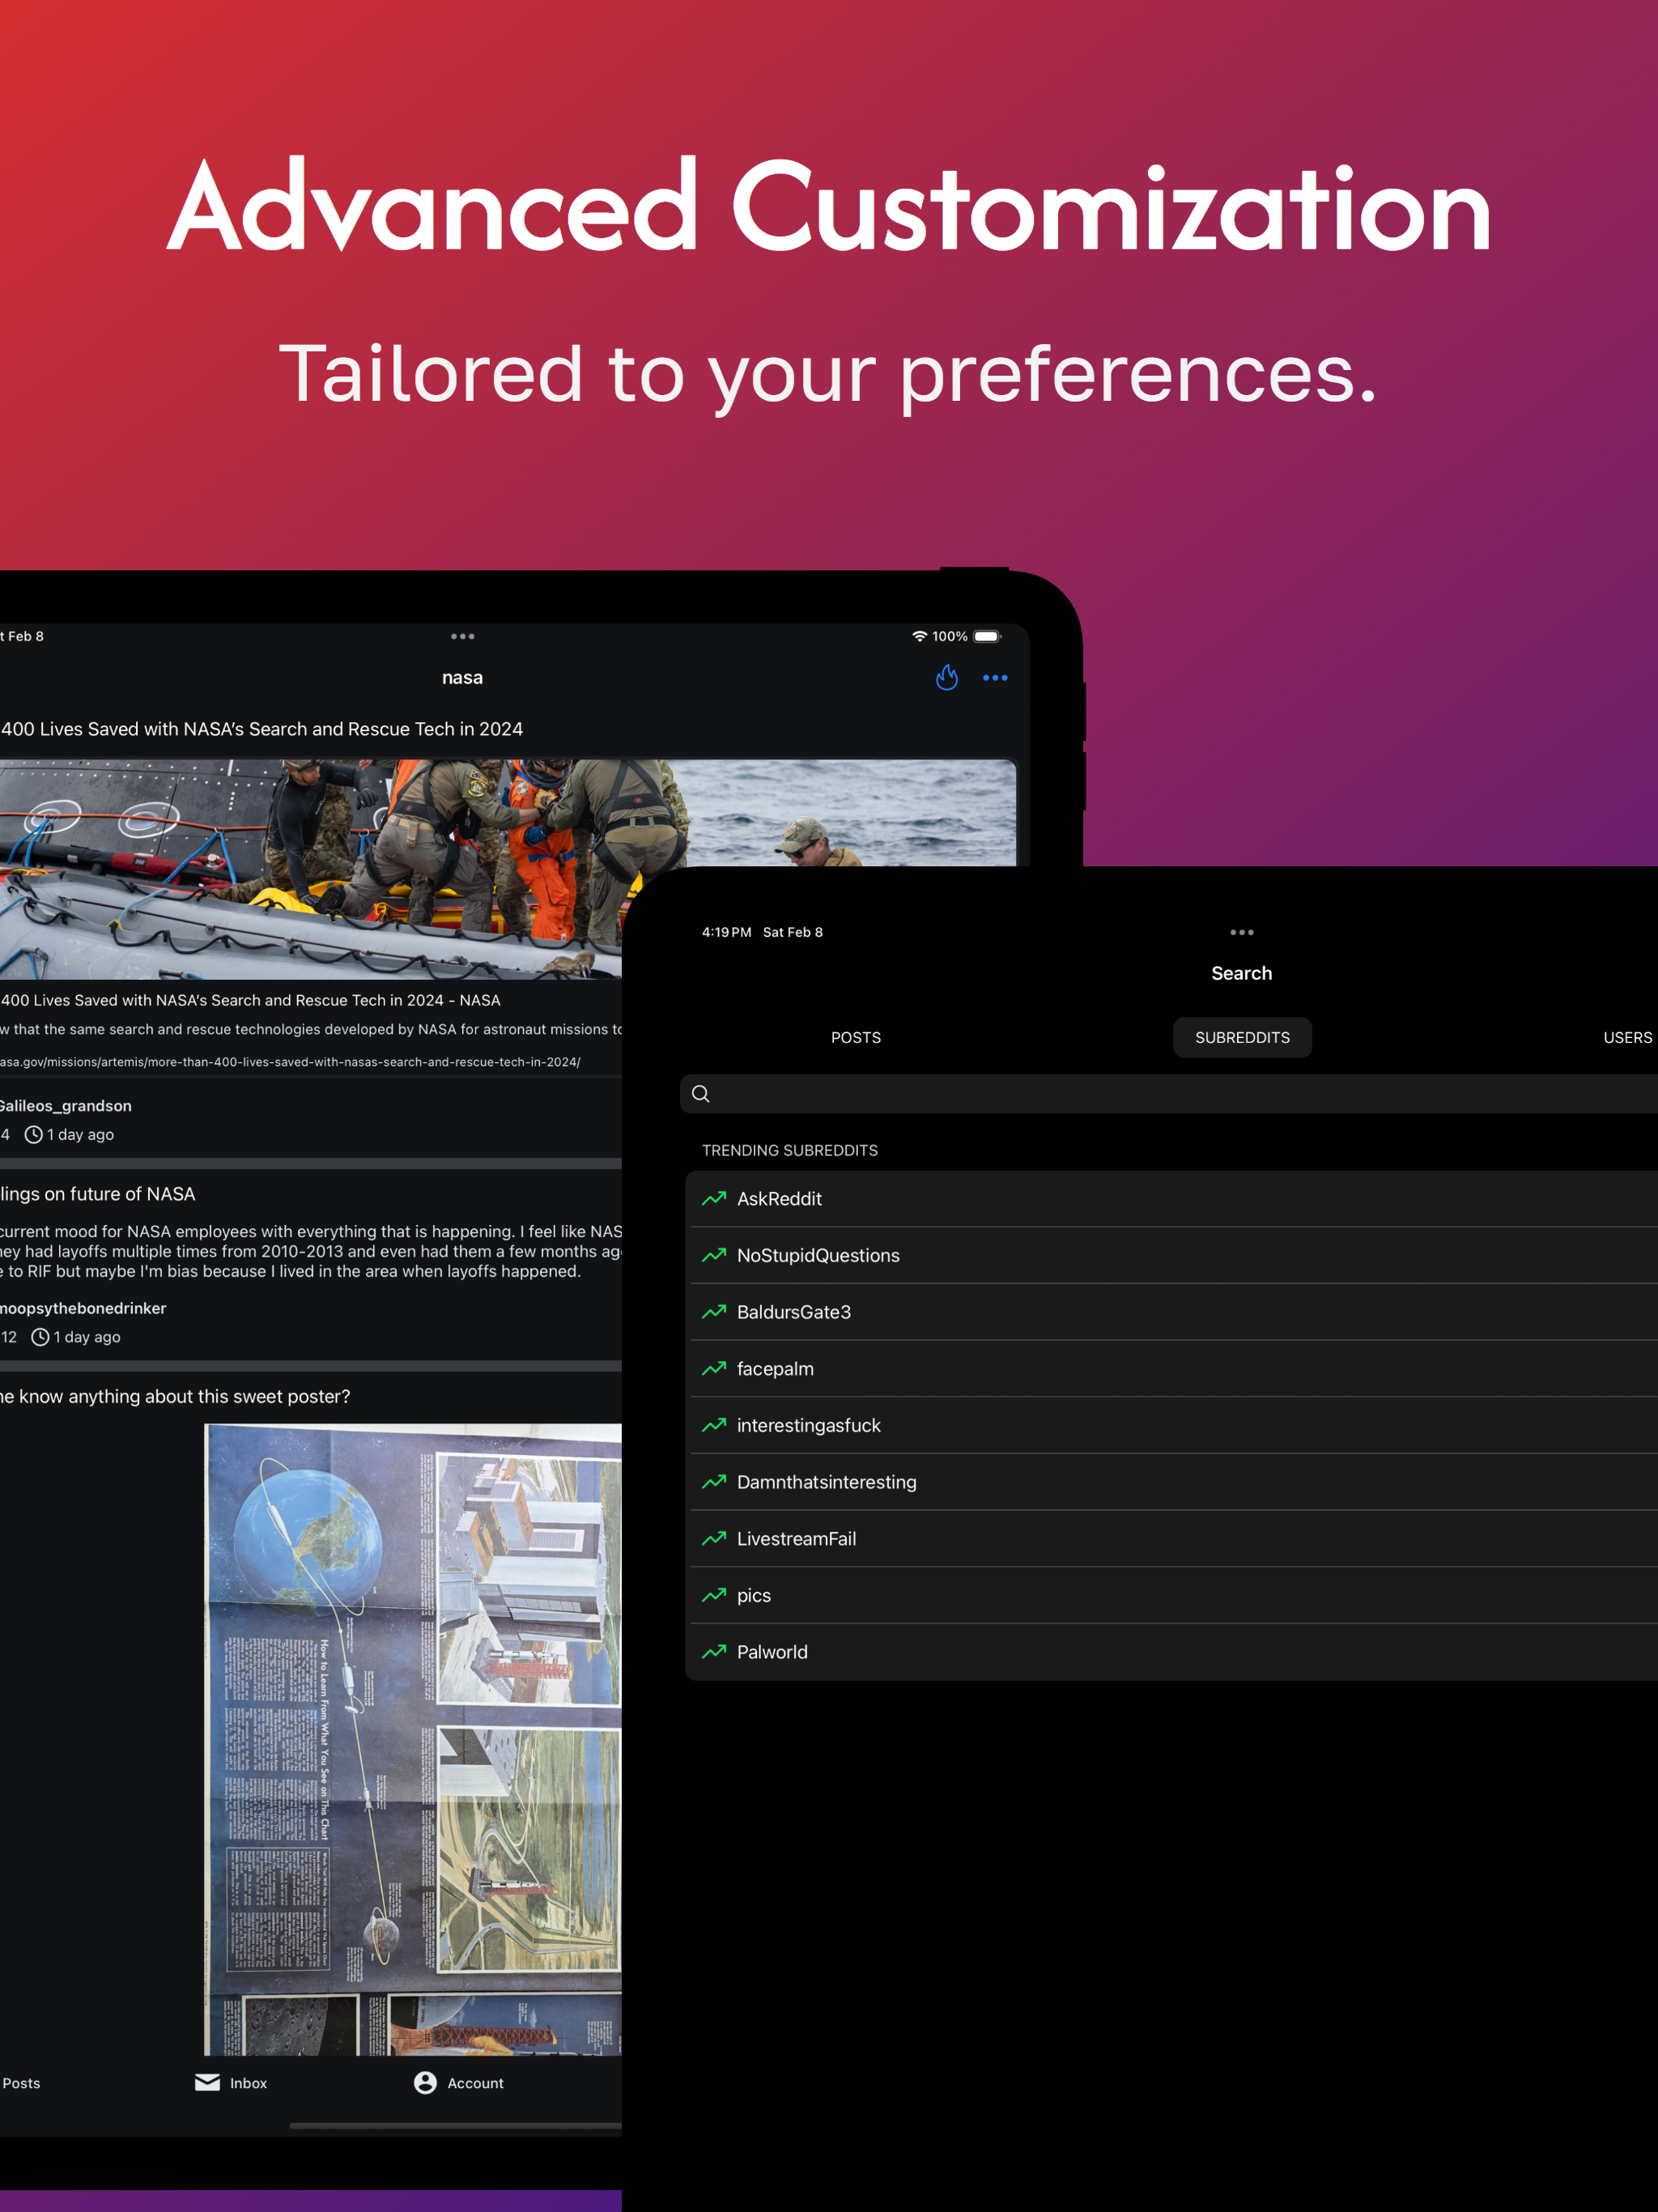 Advanced Customization
Tailored to your preferences.
t Feb 8
100%
nasa
400 Lives Saved with NASA's Search and Rescue Tech in 2024
400 Lives Saved with NASA's Search and Rescue Tech in 2024 - NASA
w that the same search and rescue technologies developed by NASA for astronaut missions to
asa.gov/missions/artemis/more-than-400-lives-saved-with-nasas-search-and-rescue-tech-in-2024/
Galileos_grandson
4 1 day ago
lings on future of NASA
current mood for NASA employees with everything that is happening. I feel like NAS
ney had layoffs multiple times from 2010-2013 and even had them a few months ag
e to RIF but maybe I'm bias because I lived in the area when layoffs happened.
moopsythebonedrinker
12 1 day ago
ne know anything about this sweet poster?
How to Learn From What You See on This Chart
Posts
Inbox
Account
4:19 PM Sat Feb 8
Search
POSTS
SUBREDDITS
USERS
TRENDING SUBREDDITS
AskReddit
NoStupidQuestions
BaldursGate3
facepalm
interestingasfuck
Damnthatsinteresting
LivestreamFail
pics
Palworld